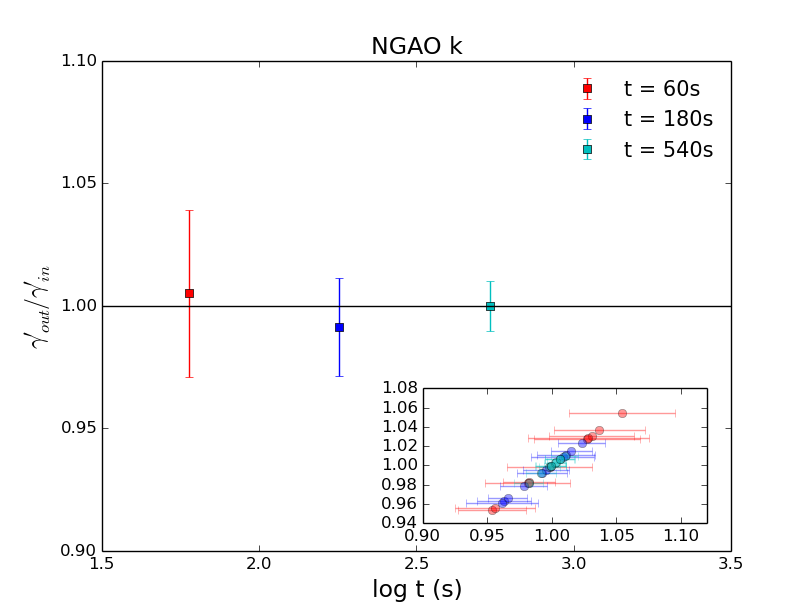 NGAO k
1.10
1.05
1.00
0.95
0.90
γ′out/γ′in
t = 60s
t = 180s
t = 540s
1.08
1.06
1.04
1.02
1.00
0.98
0.96
0.94
0.90 0.95 1.00 1.05 1.10
1.5 2.0 2.5 3.0 3.5
log t (s)